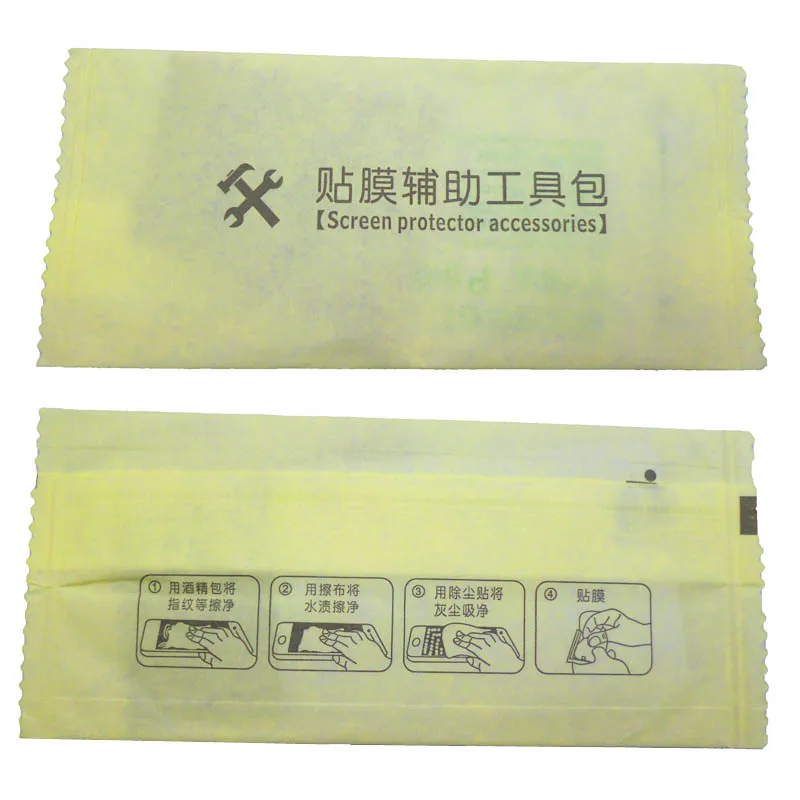 贴膜辅助工具包
【Screen protector accessories】
① 用酒精包将
指纹等擦净
② 用擦布将
水渍擦净
③ 用除尘贴将
灰尘吸净
④ 贴膜